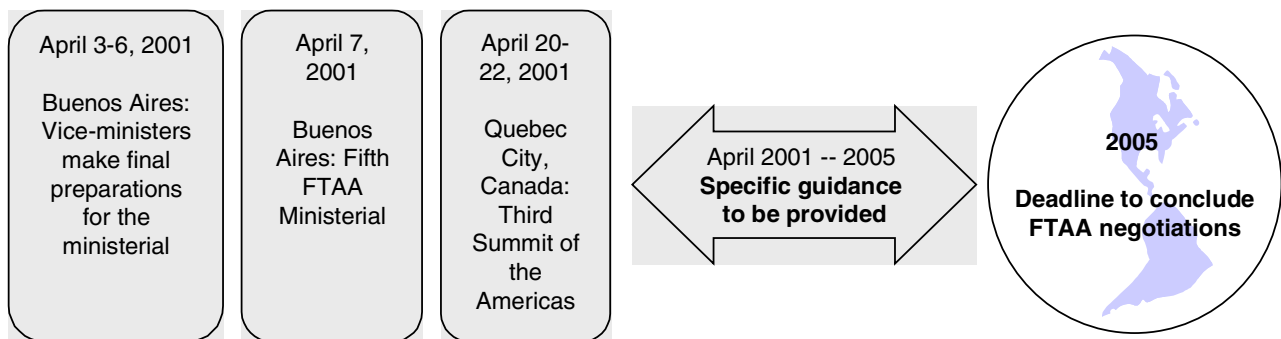 April 3-6, 2001
Buenos Aires:
Vice-ministers
make final
preparations
for the
ministerial
April 7,
2001
Buenos
Aires: Fifth
FTAA
Ministerial
April 20-
22, 2001
Quebec
City,
Canada:
Third
Summit of
the
Americas
April 2001 -- 2005
Specific guidance
to be provided
2005
Deadline to conclude
FTAA negotiations